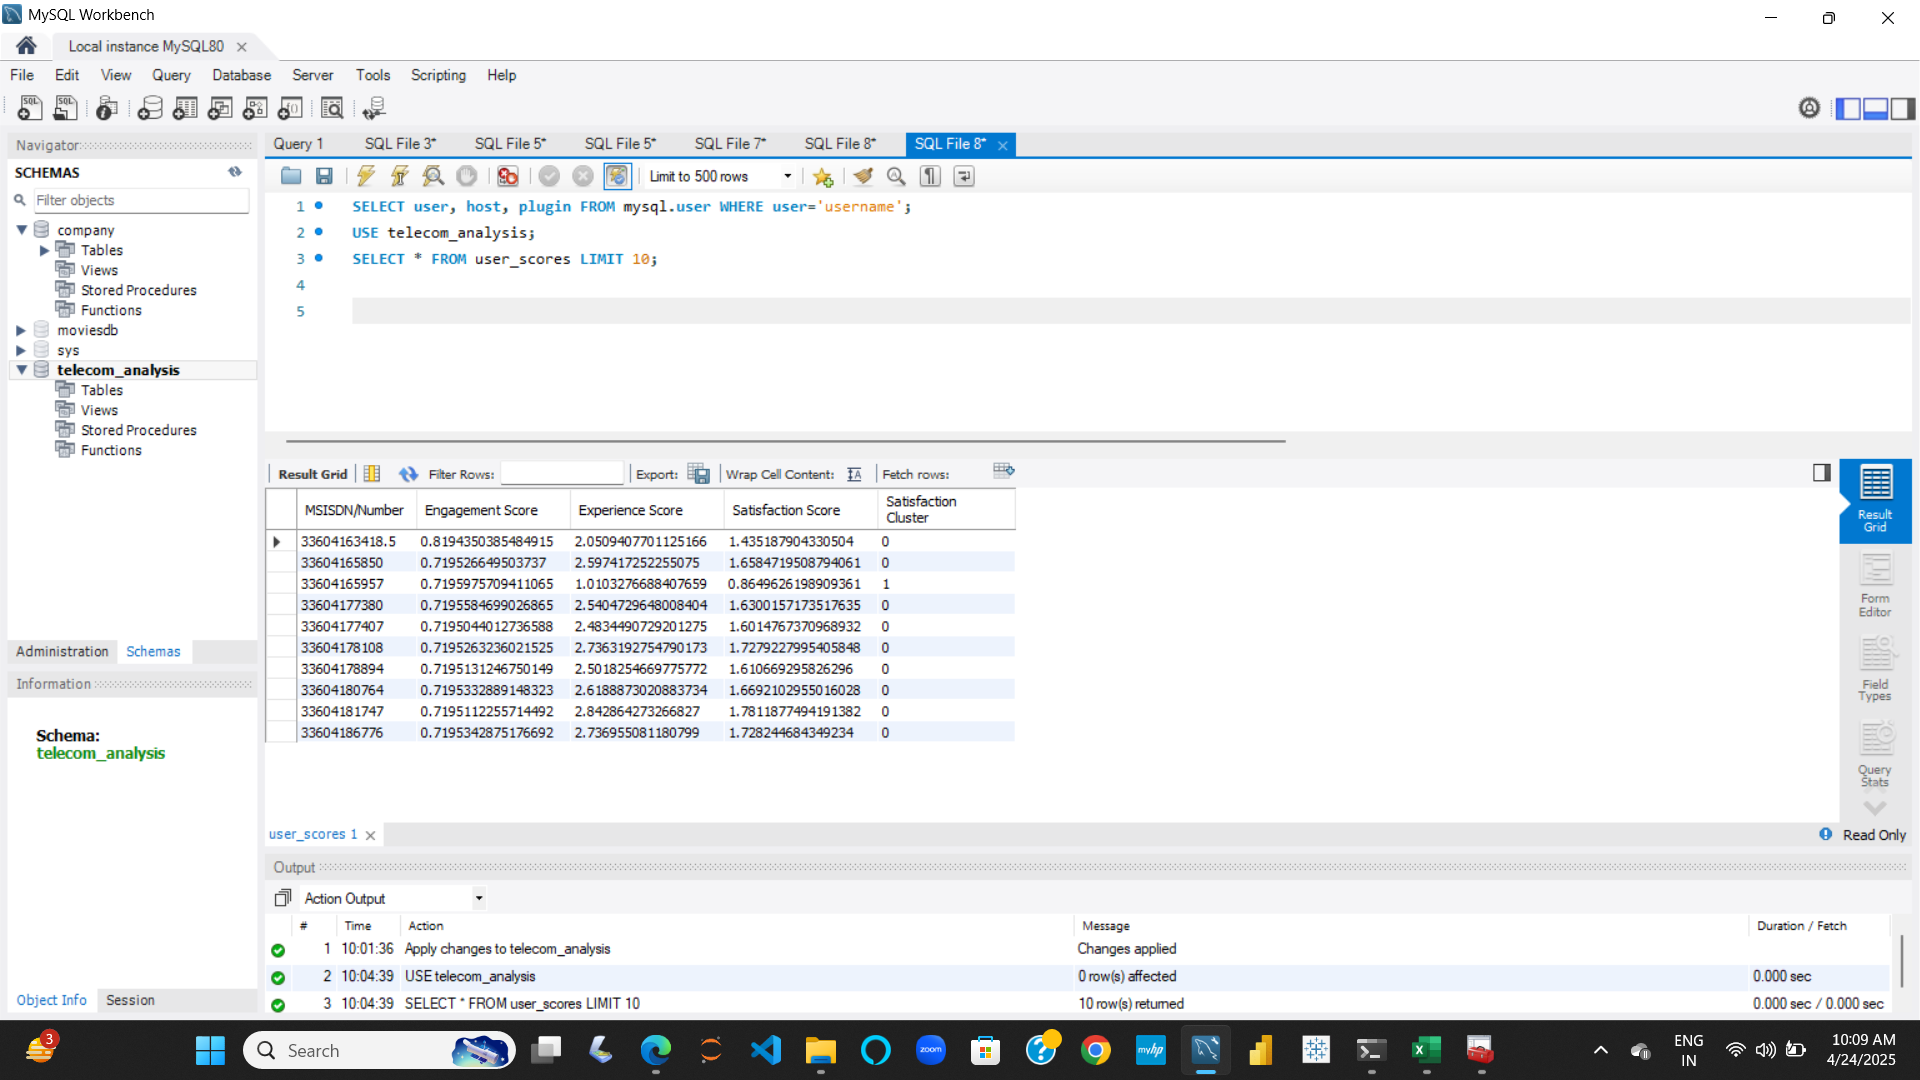 MySQL Workbench
Local instance MySQL80
File Edit View Query Database Server Tools Scripting Help
Navigator
SCHEMAS
Filter objects
company
Tables
Views
Stored Procedures
Functions
moviesdb
sys
telecom_analysis
Tables
Views
Stored Procedures
Functions
Administration Schemas
Information
Schema:
telecom_analysis
Object Info Session
Query 1 SQL File 3* SQL File 5* SQL File 5* SQL File 7* SQL File 8* SQL File 8*
Limit to 500 rows
1 SELECT user, host, plugin FROM mysql.user WHERE user='username';
2 USE telecom_analysis;
3 SELECT * FROM user_scores LIMIT 10;
4
5
Result Grid Filter Rows: Export: Wrap Cell Content: Fetch rows:
MSISDN/Number Engagement Score Experience Score Satisfaction Score Satisfaction Cluster
33604163418.5 0.8194350385484915 2.0509407701125166 1.435187904330504 0
33604165850 0.719526649503737 2.597417252255075 1.6584719508794061 0
33604165957 0.7195975709411065 1.0103276688407659 0.8649626198909361 1
33604177380 0.7195584699026865 2.5404729648008404 1.6300157173517635 0
33604177407 0.7195044012736588 2.4834490729201275 1.6014767370968932 0
33604178108 0.7195263236021525 2.7363192754790173 1.7279227995405848 0
33604178894 0.7195131246750149 2.5018254669775772 1.610669295826296 0
33604180764 0.7195332889148323 2.6188873020883734 1.6692102955016028 0
33604181747 0.7195112255714492 2.842864273266827 1.7811877494191382 0
33604186776 0.7195342875176692 2.736955081180799 1.728244684349234 0
Result Grid
Form Editor
Field Types
Query Stats
user_scores 1
Read Only
Output
Action Output
# Time Action Message Duration / Fetch
1 10:01:36 Apply changes to telecom_analysis Changes applied
2 10:04:39 USE telecom_analysis 0 row(s) affected 0.000 sec
3 10:04:39 SELECT * FROM user_scores LIMIT 10 10 row(s) returned 0.000 sec / 0.000 sec
3
Search
zoom
myhp
ENG
IN
10:09 AM
4/24/2025